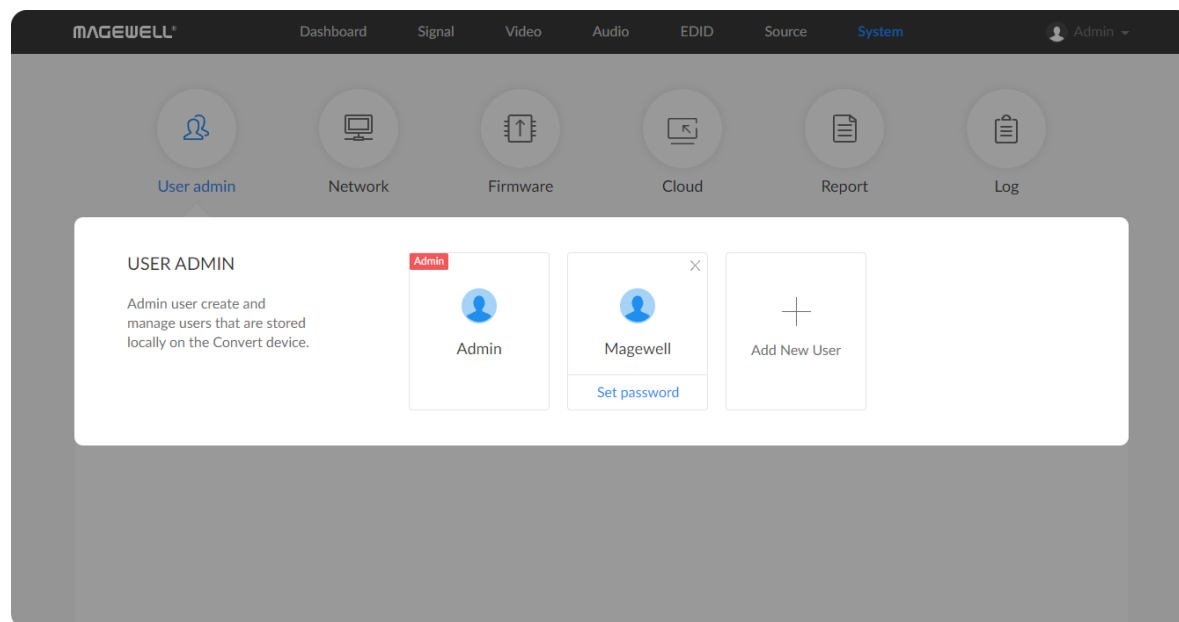 MAGEWELL®
Dashboard
Signal
Video
Audio
EDID
Source
System
Admin
User admin
Network
Firmware
Cloud
Report
Log
USER ADMIN
Admin user create and
manage users that are stored
locally on the Convert device.
Admin
Admin
Magewell
Set password
Add New User